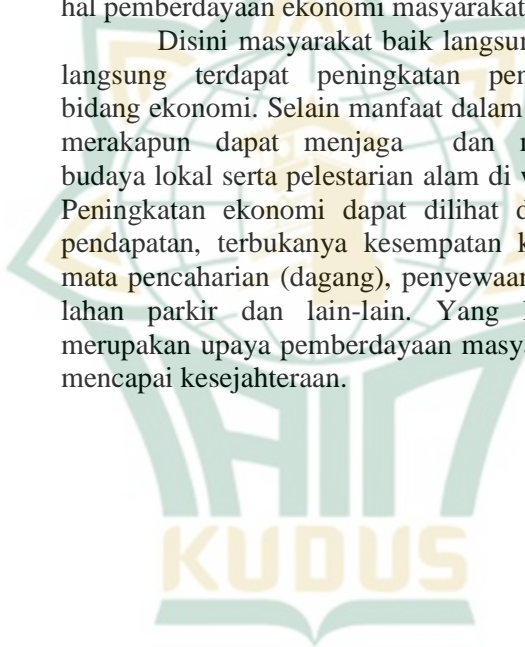 hal pemberdayaan ekonomi masyarakat
Disini masyarakat baik langsun
langsung terdapat peningkatan pen
bidang ekonomi. Selain manfaat dalam
merakapun dapat menjaga dan
budaya lokal serta pelestarian alam di
Peningkatan ekonomi dapat dilihat d
pendapatan, terbukanya kesempatan k
mata pencaharian (dagang), penyewaan
lahan parkir dan lain-lain. Yang
merupakan upaya pemberdayaan masya
mencapai kesejahteraan.
KUDUS